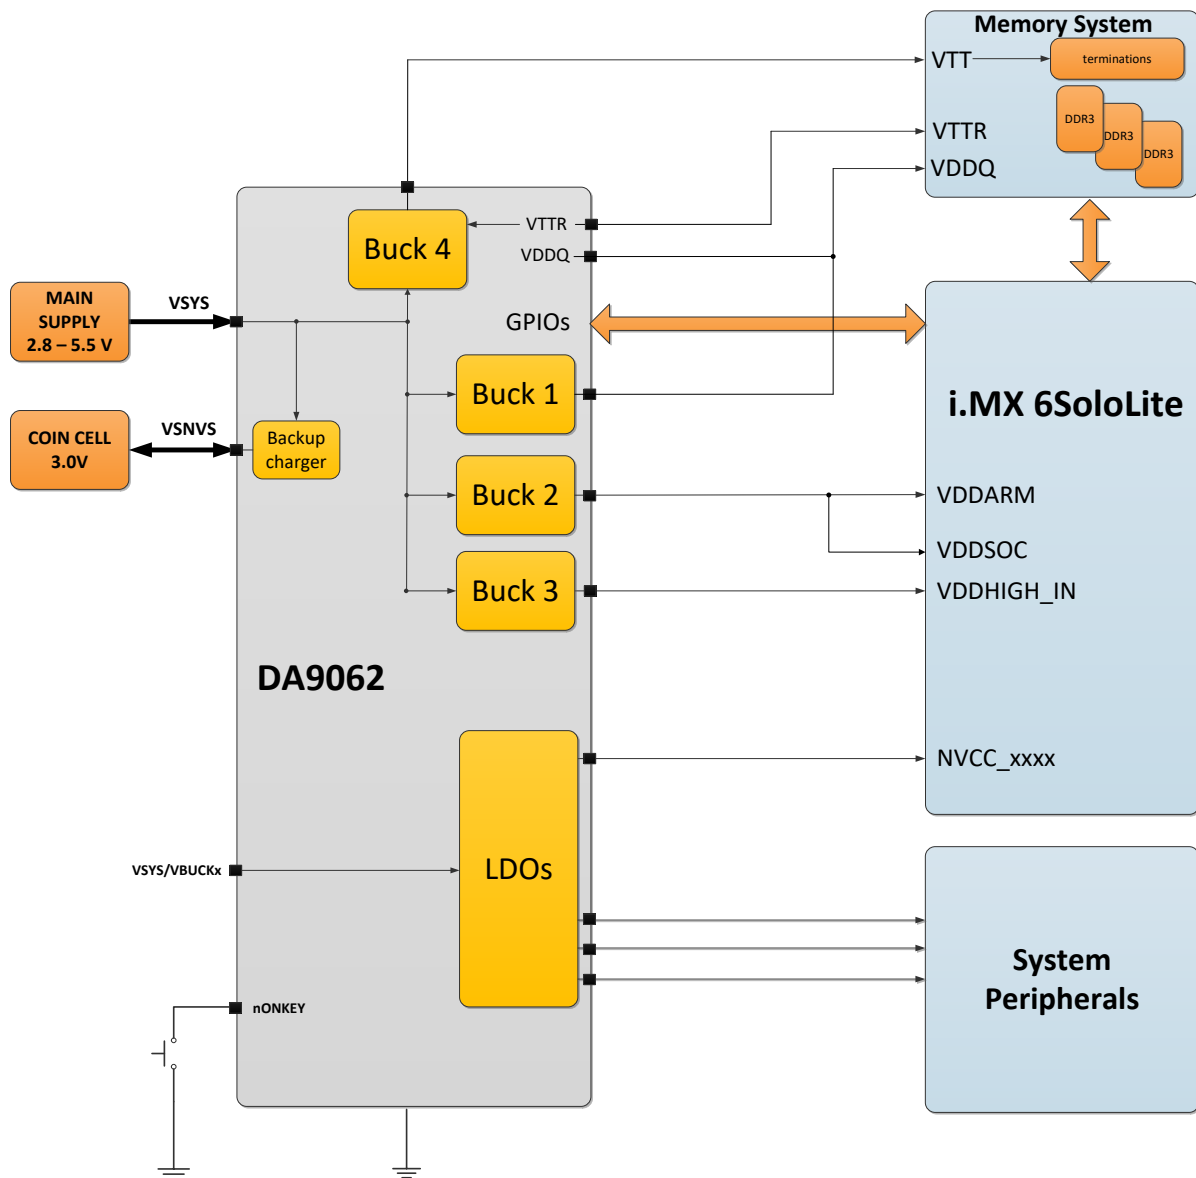 Memory System
VTT
terminations
DDR3
DDR3
DDR3
VTTR
VDDQ
Buck 4
VTTR
VDDQ
MAIN
SUPPLY
2.8 – 5.5 V
VSYS
GPIOs
Buck 1
i.MX 6SoloLite
COIN CELL
3.0V
VSNVS
Backup
charger
Buck 2
VDDARM
VDDSOC
Buck 3
VDDHIGH_IN
DA9062
NVCC_xxxx
VSYS/VBUCKx
LDOs
System
Peripherals
nONKEY